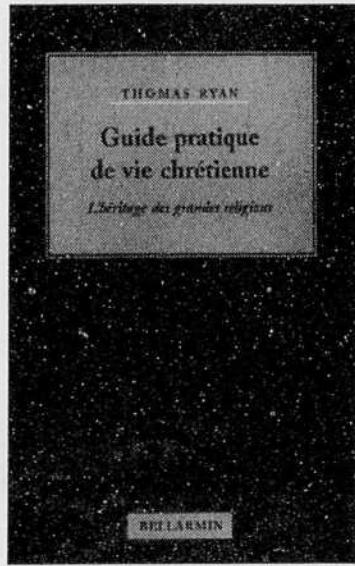 THOMAS RYAN
Guide pratique
de vie chrétienne
L'héritage des grandes religions
BELLARMIN